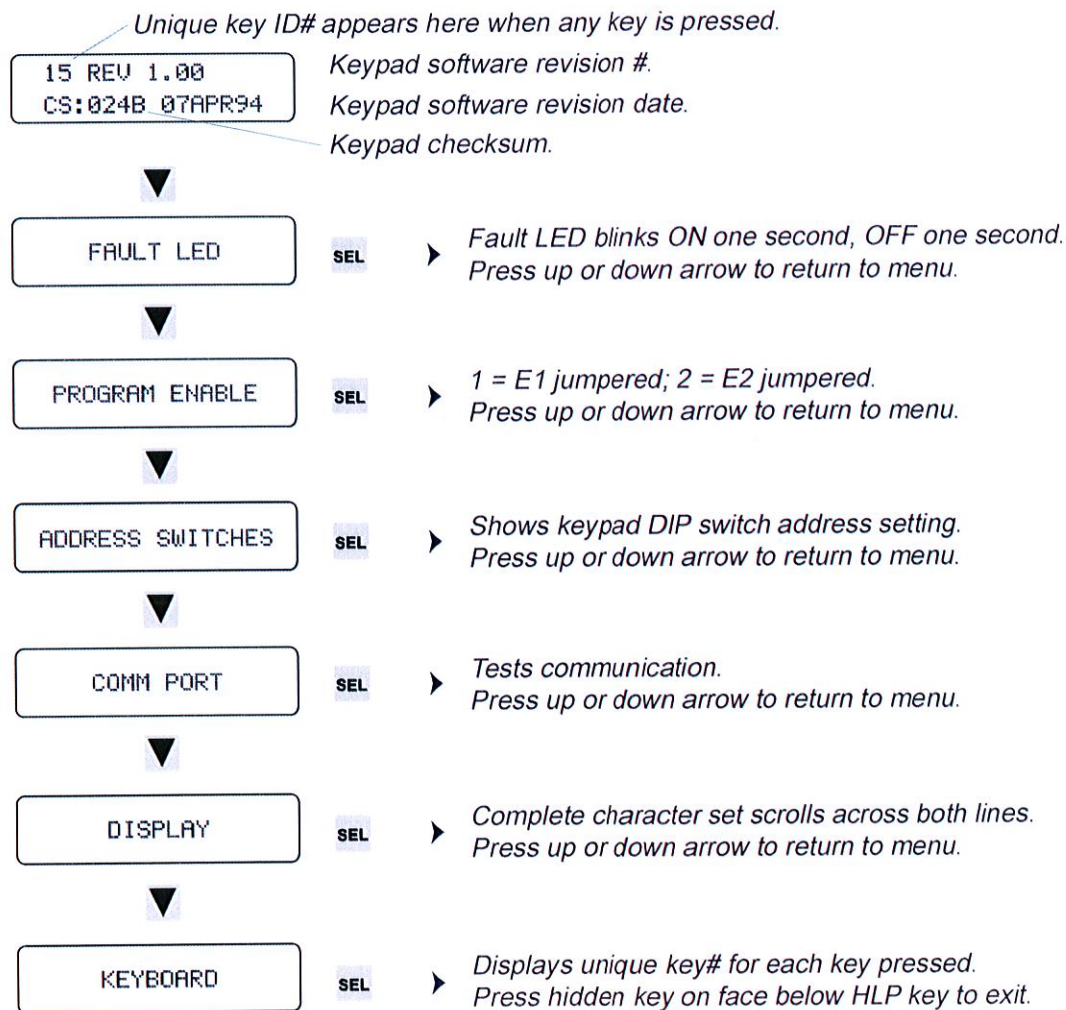 Unique key ID# appears here when any key is pressed.
15 REV 1.00
Keypad software revision #.
CS:024B 07APR94
Keypad software revision date.
Keypad checksum.
FAULT LED
SEL
Fault LED blinks ON one second, OFF one second.
Press up or down arrow to return to menu.
PROGRAM ENABLE
SEL
1 = E1 jumpered; 2 = E2 jumpered.
Press up or down arrow to return to menu.
ADDRESS SWITCHES
SEL
Shows keypad DIP switch address setting.
Press up or down arrow to return to menu.
COMM PORT
SEL
Tests communication.
Press up or down arrow to return to menu.
DISPLAY
SEL
Complete character set scrolls across both lines.
Press up or down arrow to return to menu.
KEYBOARD
SEL
Displays unique key# for each key pressed.
Press hidden key on face below HLP key to exit.